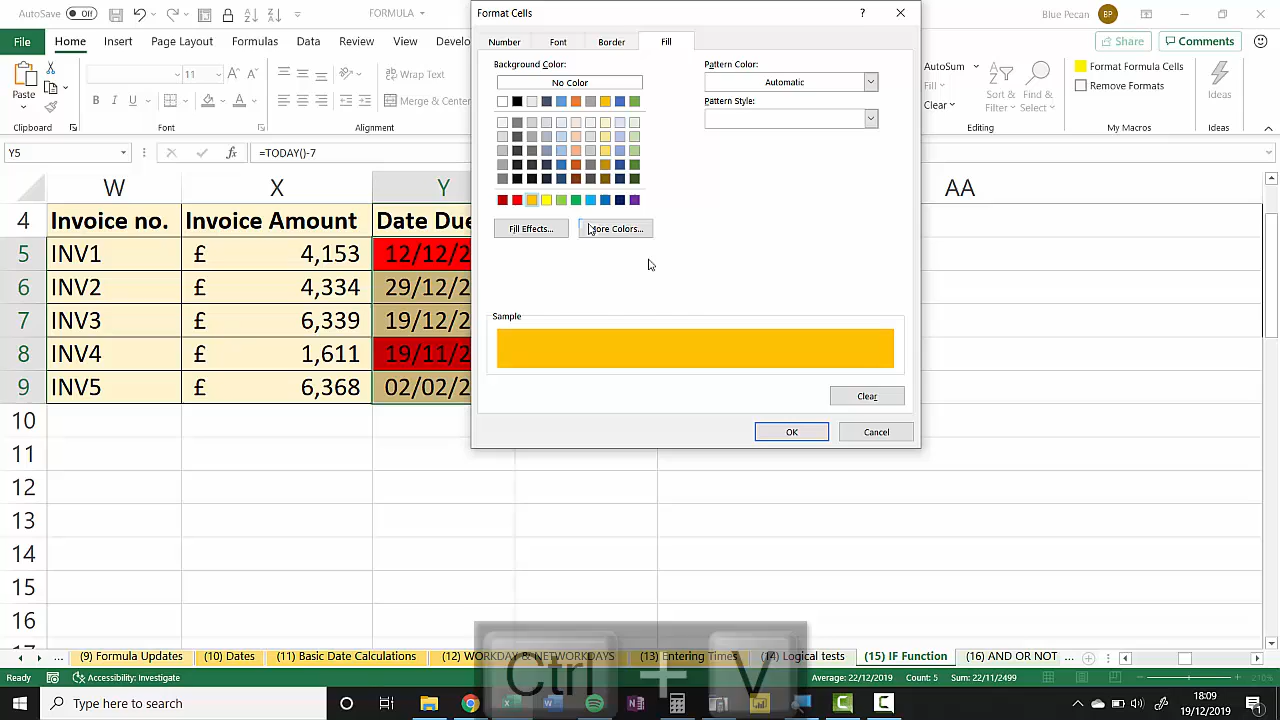 AutoSave Off
FORMULA
Blue Pecan BP
File Home Insert Page Layout Formulas Data Review View Develo
Share Comments
Paste
Clipboard
11
B I U
Font
Wrap Text
Merge & Center
Alignment
AutoSum
Fill
Clear
Sort &
Filter
Find &
Select
Editing
Format Formula Cells
Remove Formats
My Macros
Ideas
Ideas
Y5 fx =TODAY()-7
W X Y AA
4 Invoice no. Invoice Amount Date Due
5 INV1 £ 4,153 12/12/2
6 INV2 £ 4,334 29/12/2
7 INV3 £ 6,339 19/12/2
8 INV4 £ 1,611 19/11/2
9 INV5 £ 6,368 02/02/2
10
11
12
13
14
15
16
Format Cells ?
Number Font Border Fill
Background Color:
No Color
Fill Effects... More Colors...
Pattern Color:
Automatic
Pattern Style:
Sample
Clear
OK Cancel
Ctrl + V
... (9) Formula Updates (10) Dates (11) Basic Date Calculations (12) WORKDAY & NETWORKDAYS (13) Entering Times (14) Logical tests (15) IF Function (16) AND OR NOT ...
Ready Accessibility: Investigate Average: 22/12/2019 Count: 5 Sum: 22/11/2499 210%
Type here to search
18:09
19/12/2019